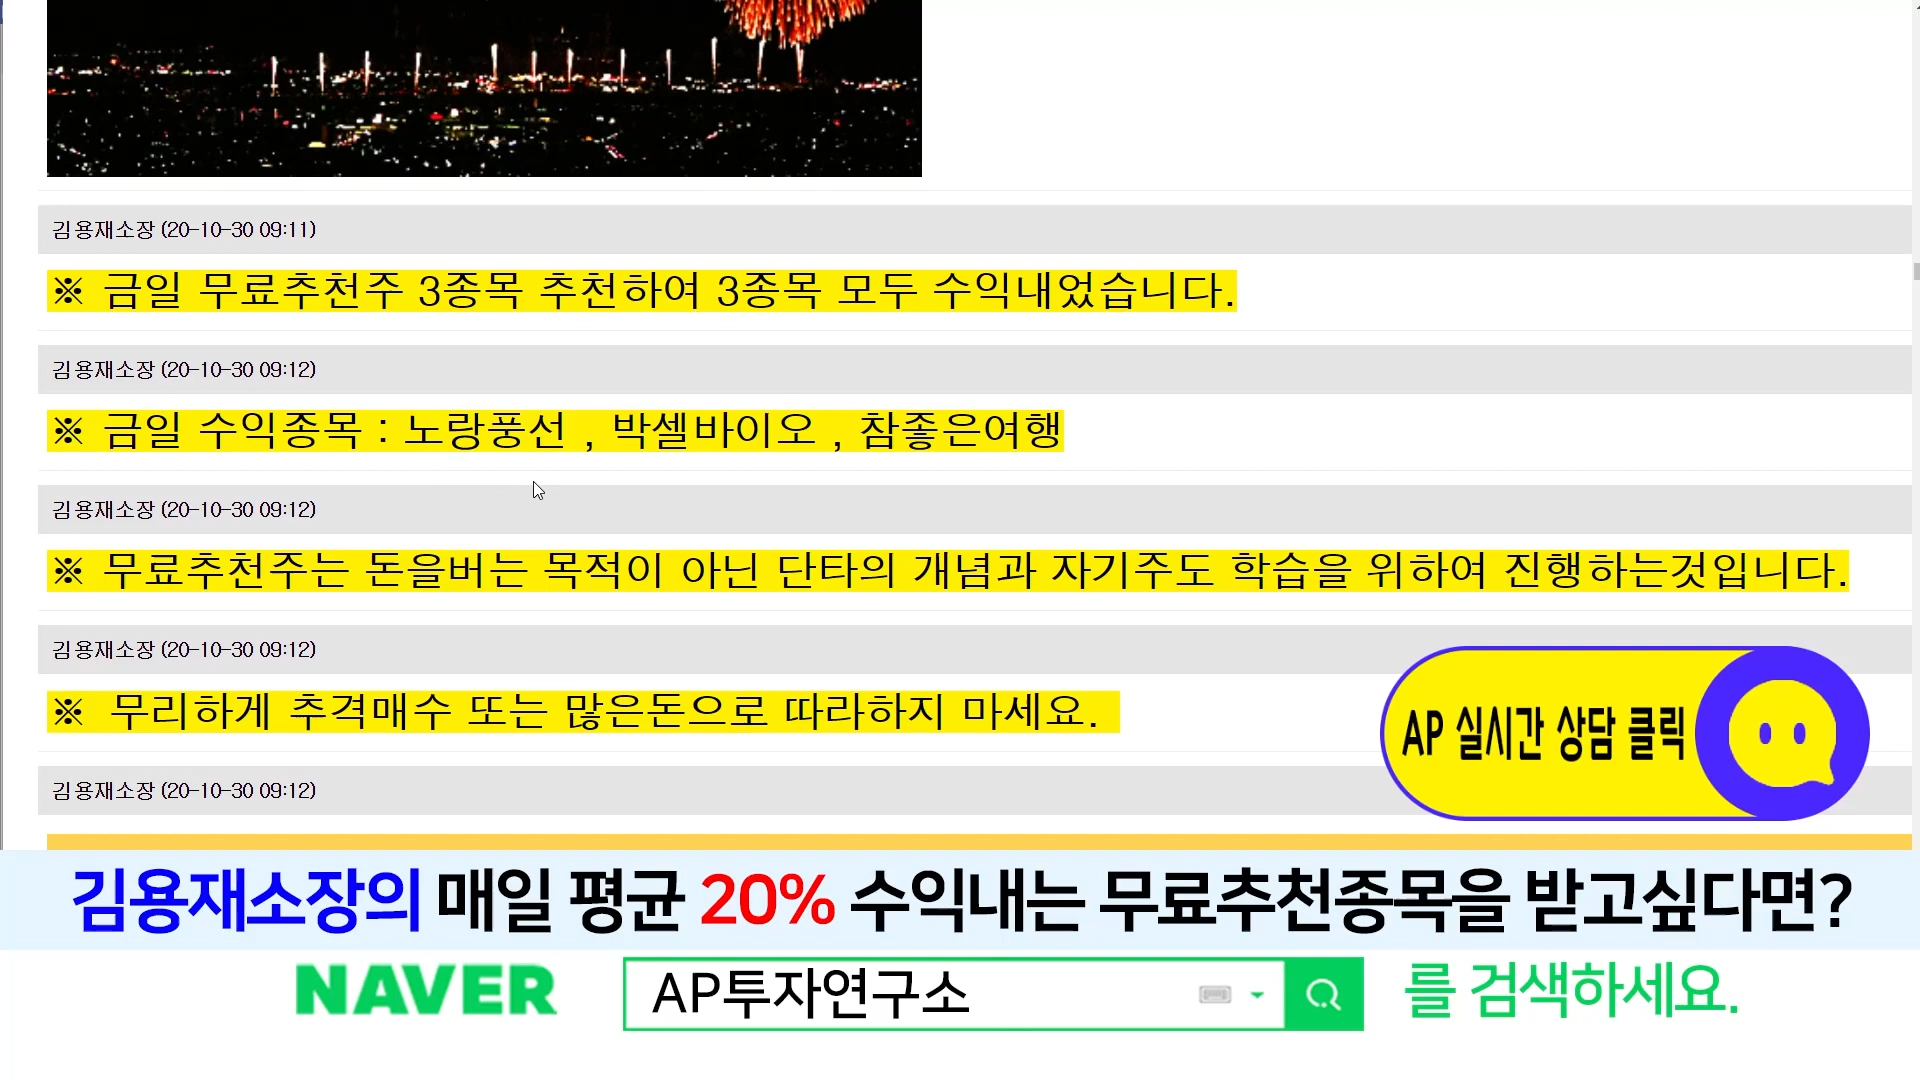 김용재소장 (20-10-30 09:11)
※ 금일 무료추천주 3종목 추천하여 3종목 모두 수익내었습니다.
김용재소장 (20-10-30 09:12)
※ 금일 수익종목 : 노랑풍선 , 박셀바이오 , 참좋은여행
김용재소장 (20-10-30 09:12)
※ 무료추천주는 돈을버는 목적이 아닌 단타의 개념과 자기주도 학습을 위하여 진행하는것입니다.
김용재소장 (20-10-30 09:12)
※ 무리하게 추격매수 또는 많은돈으로 따라하지 마세요.
AP 실시간 상담 클릭
김용재소장 (20-10-30 09:12)
김용재소장의 매일 평균 20% 수익내는 무료추천종목을 받고싶다면?
NAVER AP투자연구소 를 검색하세요.